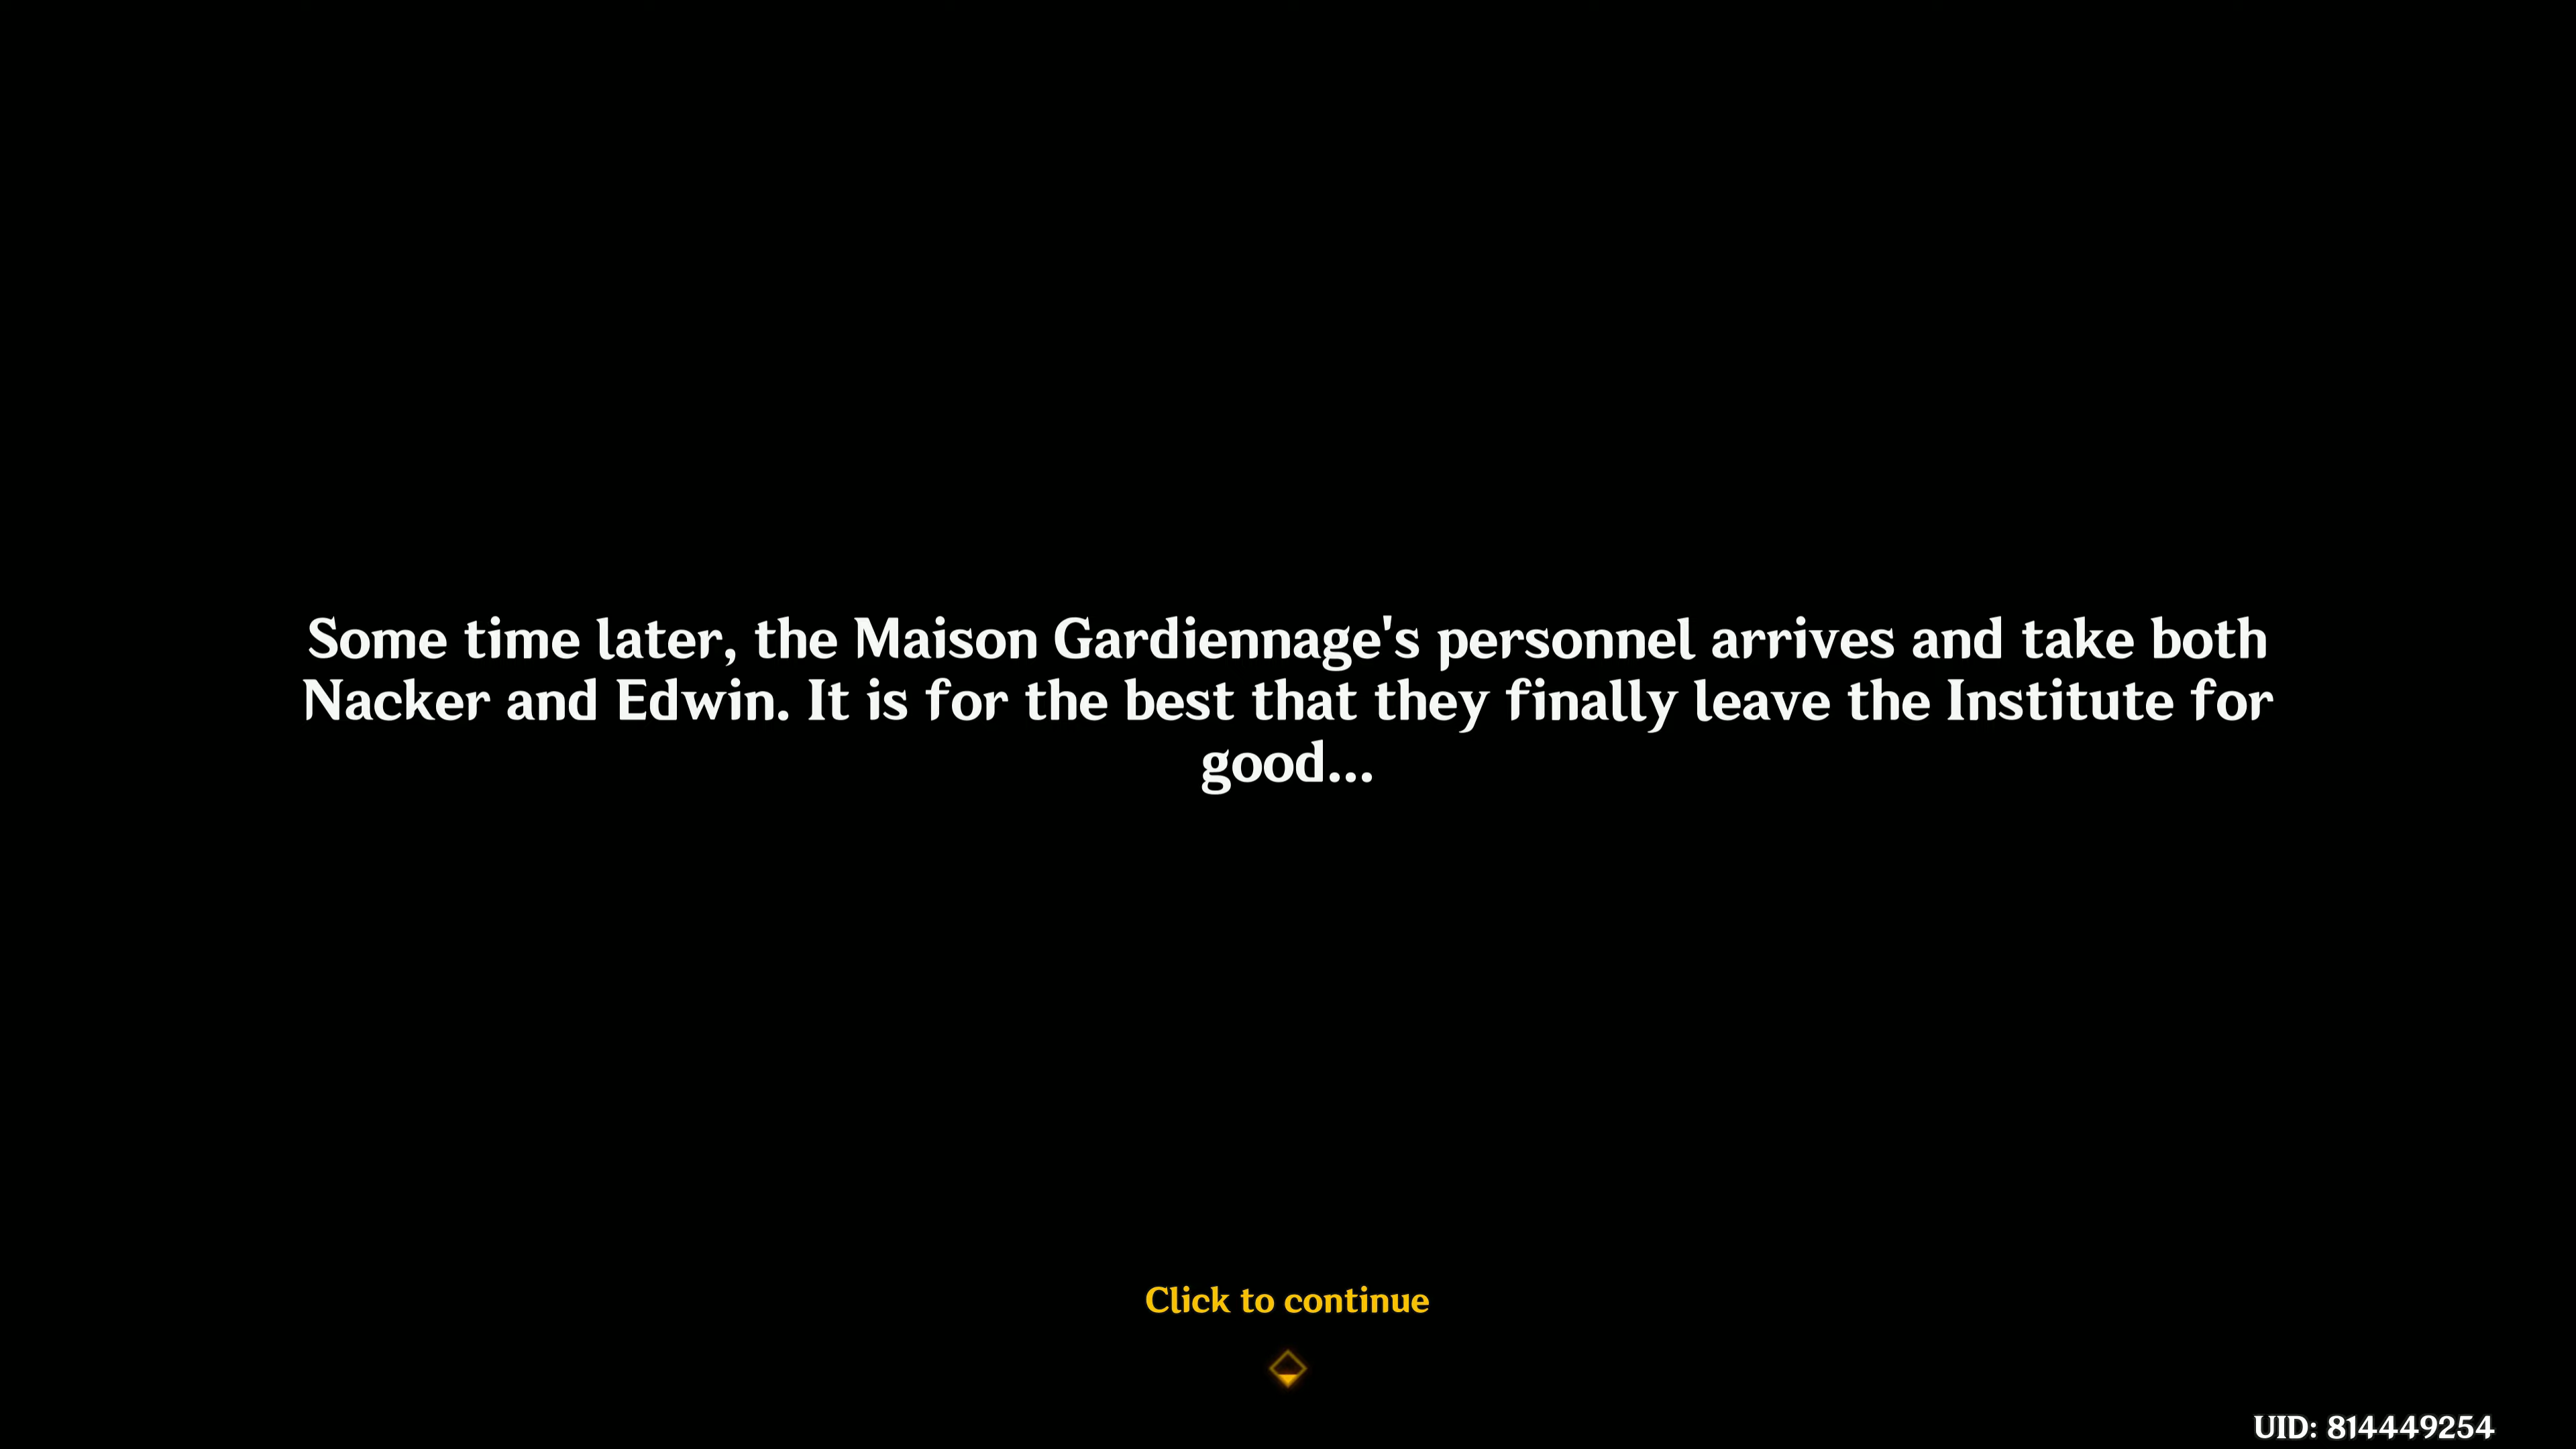 Some time later, the Maison Gardiennage's personnel arrives and take both
Nacker and Edwin. It is for the best that they finally leave the Institute for
good...
Click to continue
UID: 814449254